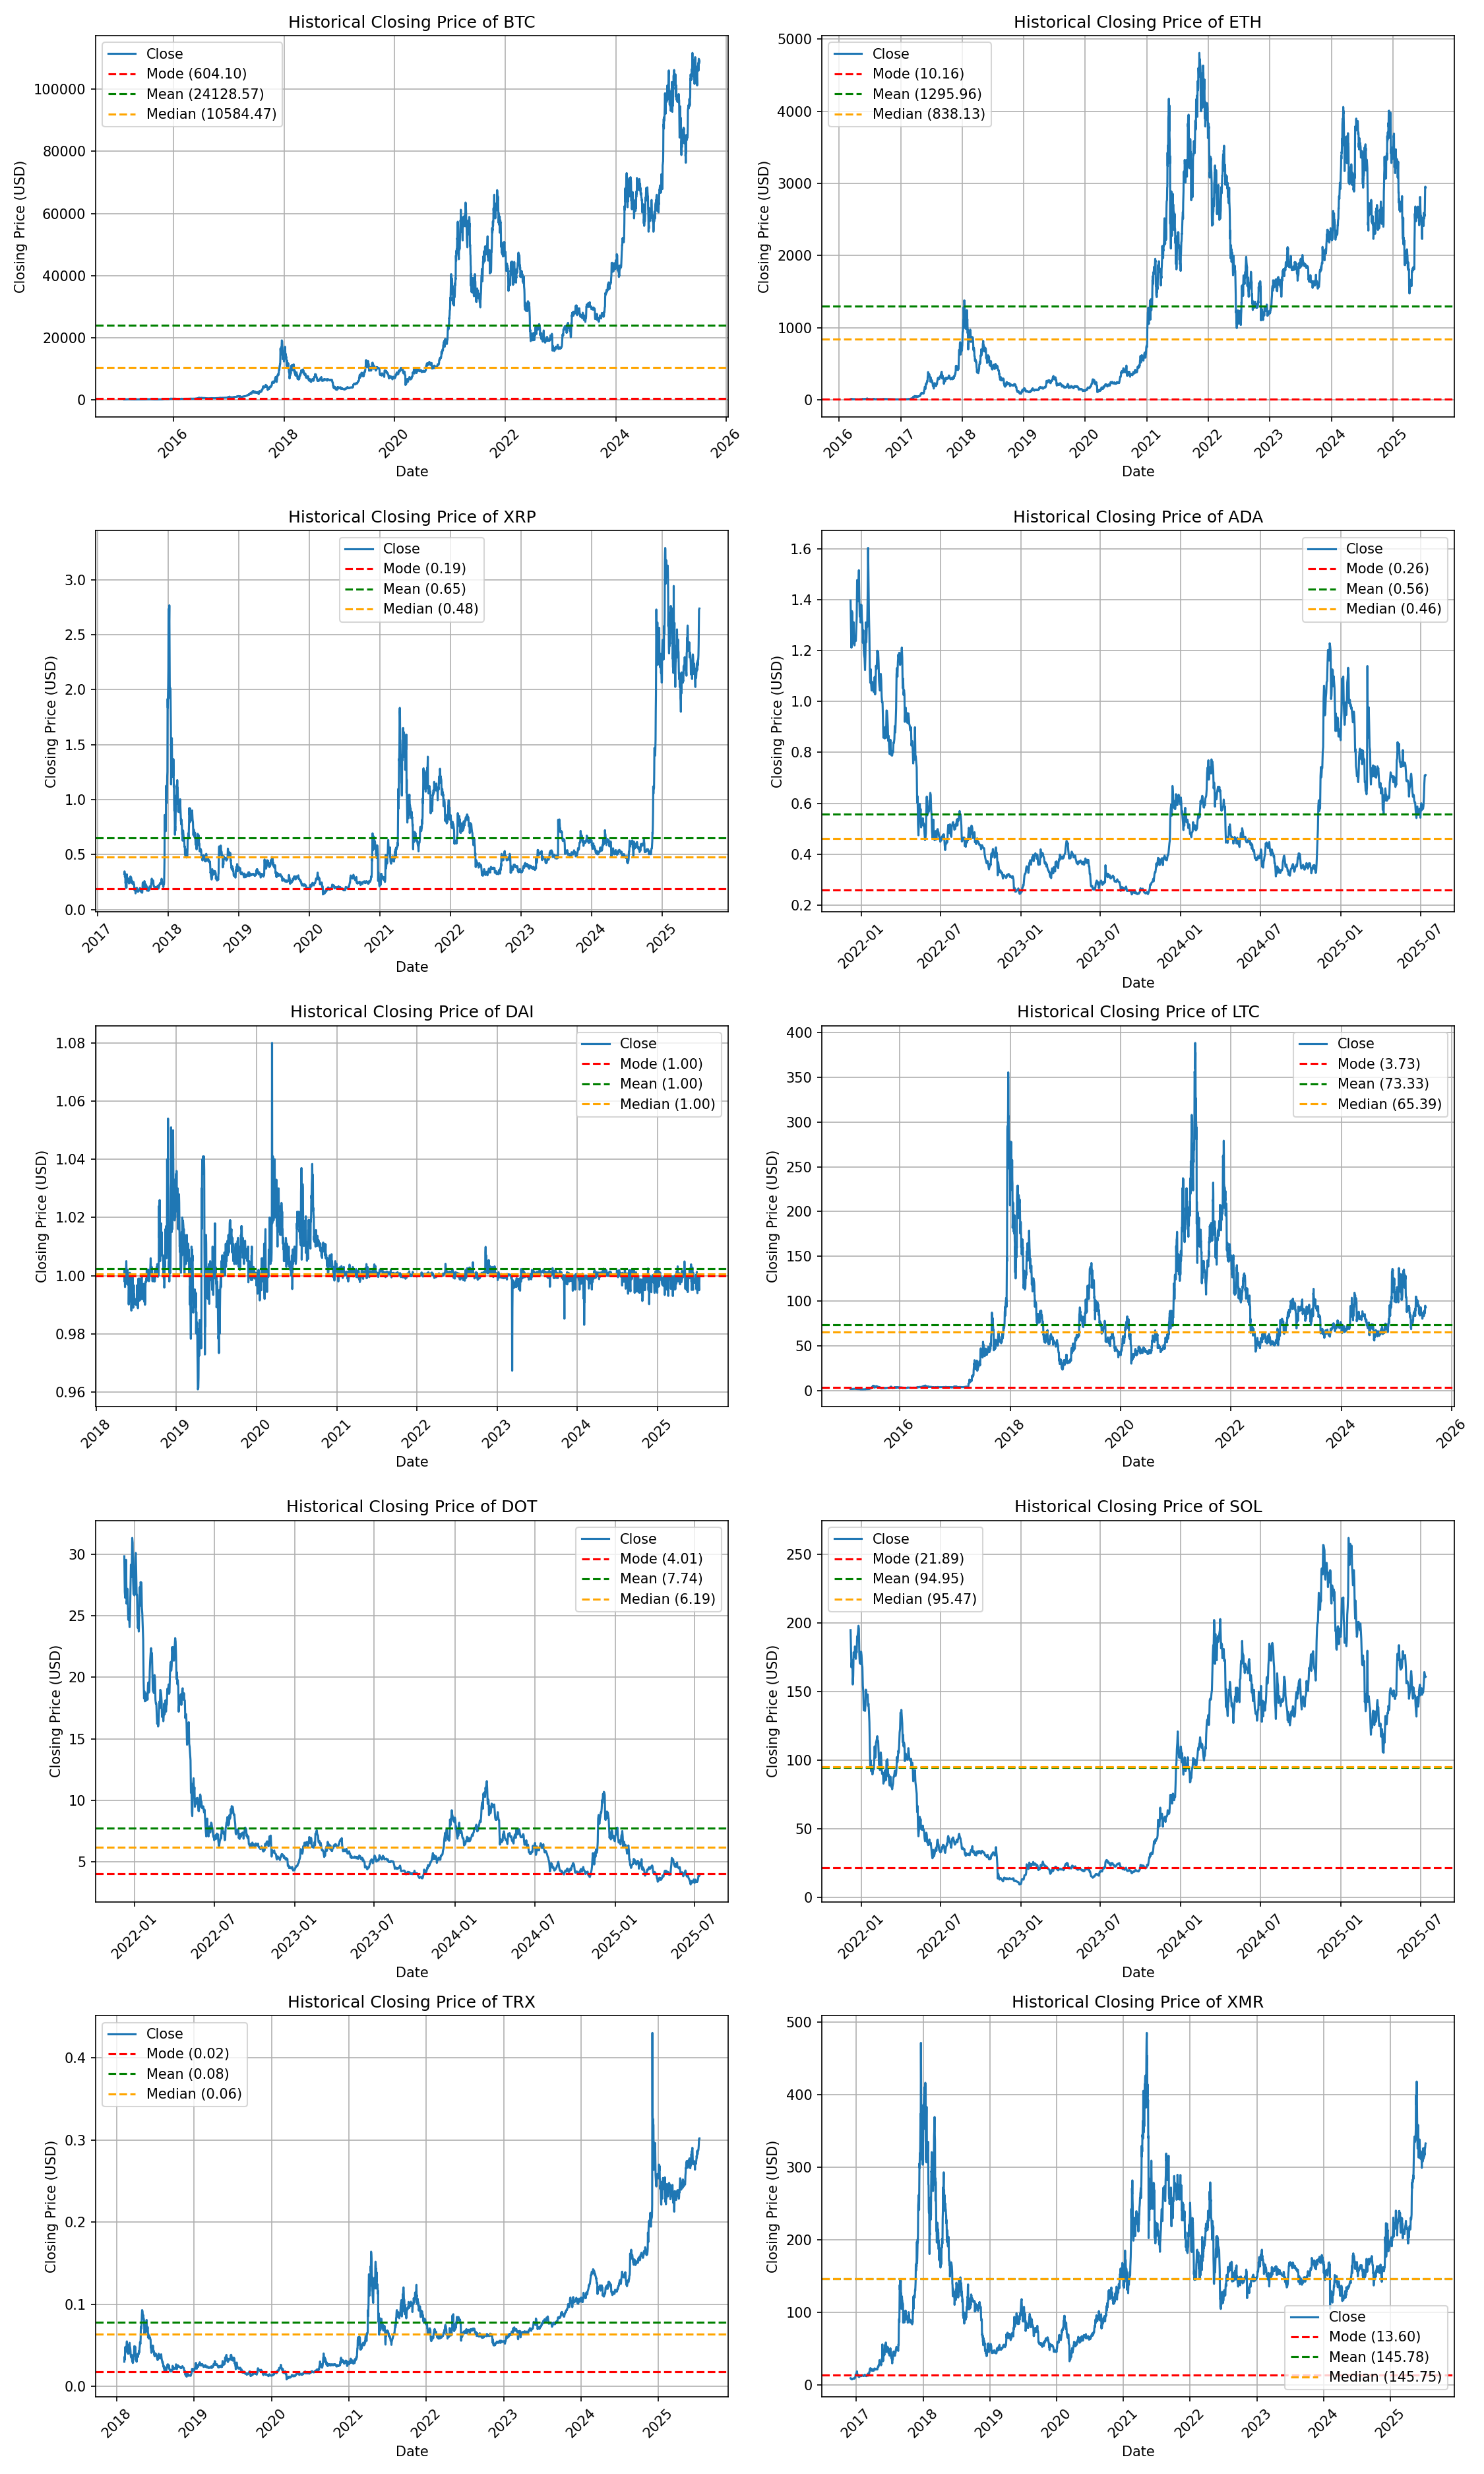 Historical Closing Price of BTC
Closing Price (USD)
100000
80000
60000
40000
20000
0
Close
Mode (604.10)
Mean (24128.57)
Median (10584.47)
2016
2018
2020
2022
2024
2026
Date
Historical Closing Price of ETH
Closing Price (USD)
5000
4000
3000
2000
1000
0
Close
Mode (10.16)
Mean (1295.96)
Median (838.13)
2016
2017
2018
2019
2020
2021
2022
2023
2024
2025
Date
Historical Closing Price of XRP
Closing Price (USD)
3.0
2.5
2.0
1.5
1.0
0.5
0.0
Close
Mode (0.19)
Mean (0.65)
Median (0.48)
2017
2018
2019
2020
2021
2022
2023
2024
2025
Date
Historical Closing Price of ADA
Closing Price (USD)
1.6
1.4
1.2
1.0
0.8
0.6
0.4
0.2
Close
Mode (0.26)
Mean (0.56)
Median (0.46)
2022-01
2022-07
2023-01
2023-07
2024-01
2024-07
2025-01
2025-07
Date
Historical Closing Price of DAI
Closing Price (USD)
1.08
1.06
1.04
1.02
1.00
0.98
0.96
Close
Mode (1.00)
Mean (1.00)
Median (1.00)
2018
2019
2020
2021
2022
2023
2024
2025
Date
Historical Closing Price of LTC
Closing Price (USD)
400
350
300
250
200
150
100
50
0
Close
Mode (3.73)
Mean (73.33)
Median (65.39)
2016
2018
2020
2022
2024
2026
Date
Historical Closing Price of DOT
Closing Price (USD)
30
25
20
15
10
5
Close
Mode (4.01)
Mean (7.74)
Median (6.19)
2022-01
2022-07
2023-01
2023-07
2024-01
2024-07
2025-01
2025-07
Date
Historical Closing Price of SOL
Closing Price (USD)
250
200
150
100
50
0
Close
Mode (21.89)
Mean (94.95)
Median (95.47)
2022-01
2022-07
2023-01
2023-07
2024-01
2024-07
2025-01
2025-07
Date
Historical Closing Price of TRX
Closing Price (USD)
0.4
0.3
0.2
0.1
0.0
Close
Mode (0.02)
Mean (0.08)
Median (0.06)
2018
2019
2020
2021
2022
2023
2024
2025
Date
Historical Closing Price of XMR
Closing Price (USD)
500
400
300
200
100
0
Close
Mode (13.60)
Mean (145.78)
Median (145.75)
2017
2018
2019
2020
2021
2022
2023
2024
2025
Date